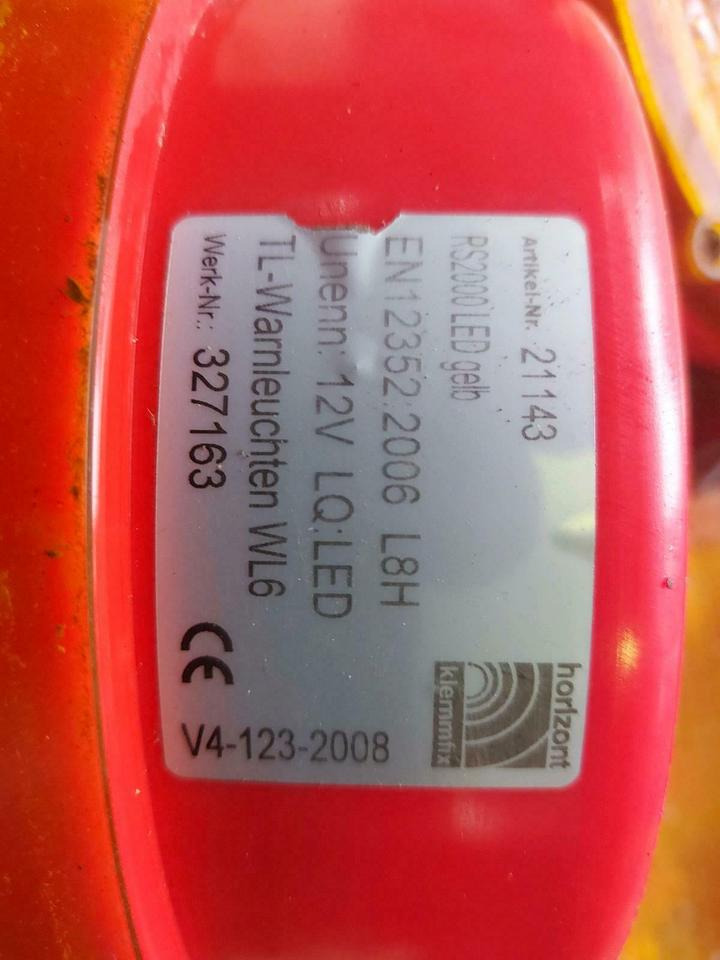 Artikel-Nr. 21143
RS2000 LED gelb
EN12352:2006 L8H
Unenn: 12V LQ:LED
TL-Warnleuchten WL6
Werk-Nr.: 327163
horizont
klemmfix
CE
V4-123-2008